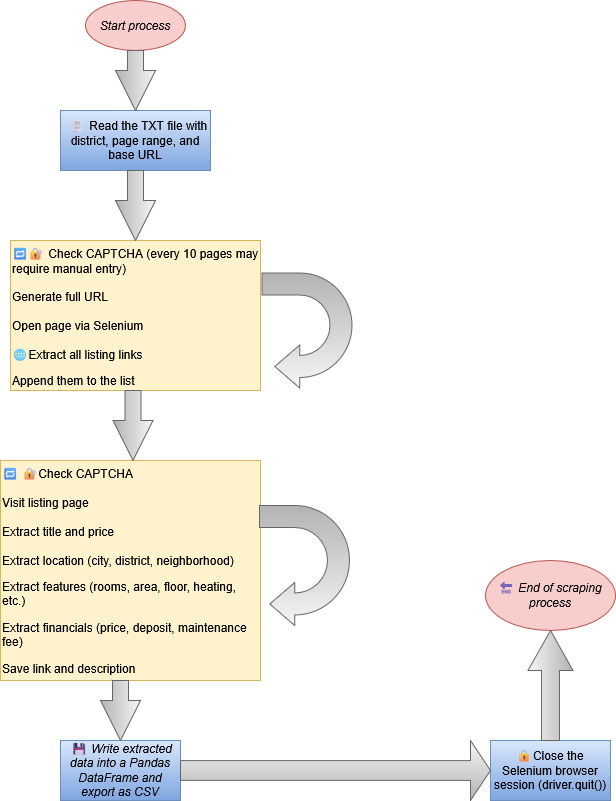 Start process
Read the TXT file with
district, page range, and
base URL
Check CAPTCHA (every 10 pages may
require manual entry)
Generate full URL
Open page via Selenium
Extract all listing links
Append them to the list
Check CAPTCHA
Visit listing page
Extract title and price
Extract location (city, district, neighborhood)
Extract features (rooms, area, floor, heating,
etc.)
Extract financials (price, deposit, maintenance
fee)
Save link and description
Write extracted
data into a Pandas
DataFrame and
export as CSV
Close the
Selenium browser
session (driver.quit())
END End of scraping
process